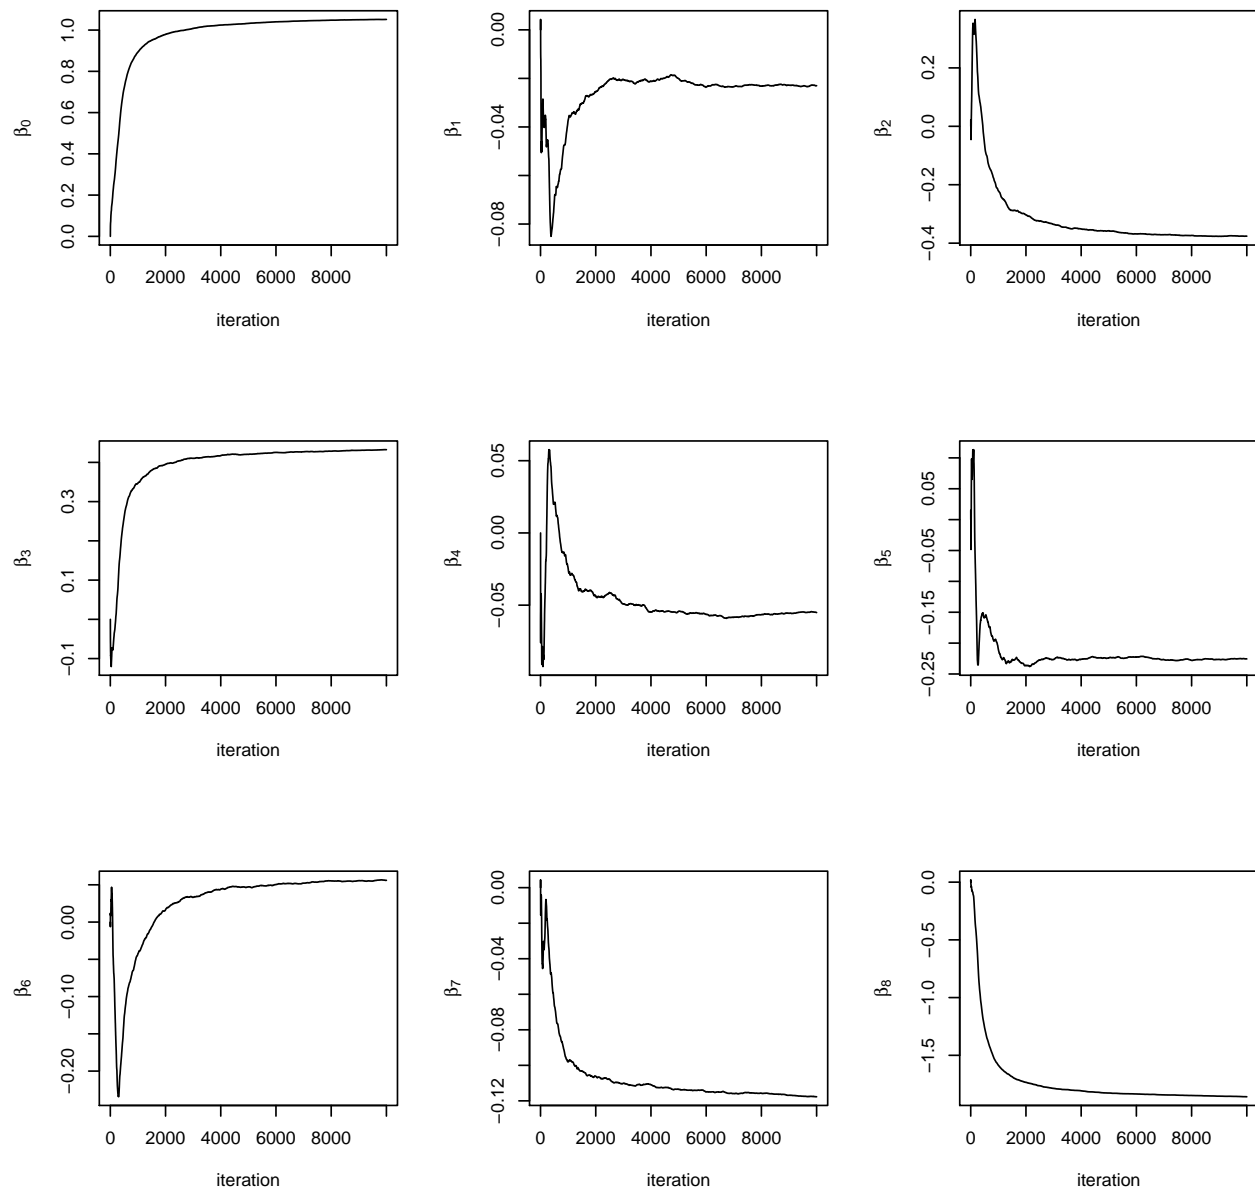 β0
0.0 0.2 0.4 0.6 0.8 1.0
0 2000 4000 6000 8000
iteration
β1
−0.08 −0.04 0.00
0 2000 4000 6000 8000
iteration
β2
−0.4 −0.2 0.0 0.2
0 2000 4000 6000 8000
iteration
β3
−0.1 0.1 0.3
0 2000 4000 6000 8000
iteration
β4
−0.05 0.00 0.05
0 2000 4000 6000 8000
iteration
β5
−0.25 −0.15 −0.05 0.05
0 2000 4000 6000 8000
iteration
β6
−0.20 −0.10 0.00
0 2000 4000 6000 8000
iteration
β7
−0.12 −0.08 −0.04 0.00
0 2000 4000 6000 8000
iteration
β8
−1.5 −1.0 −0.5 0.0
0 2000 4000 6000 8000
iteration